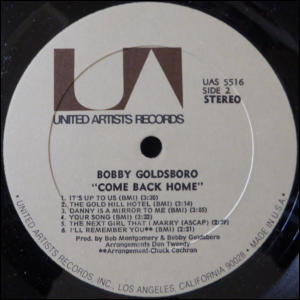 UA
UNITED ARTISTS RECORDS
UAS 5516
SIDE 2
STEREO
BOBBY GOLDSBORO
"COME BACK HOME"
1 IT'S UP TO US (BMI) (3:20)
2 THE GOLD HILL HOTEL (BMI) (3:14)
3 DANNY IS A MIRROR TO ME (BMI) (3:05)
4 YOUR SONG (BMI) (3:32)
5 THE NEXT GIRL THAT I MARRY (ASCAP) (2:39)
6 I'LL REMEMBER YOU** (BMI) (2:51)
Prod. by Bob Montgomery & Bobby Goldsboro
Arrangements Don Tweedy
**Arrangement-Chuck Cochran
• UNITED ARTISTS RECORDS, INC., LOS ANGELES, CALIFORNIA 90028 • MADE IN U.S.A.